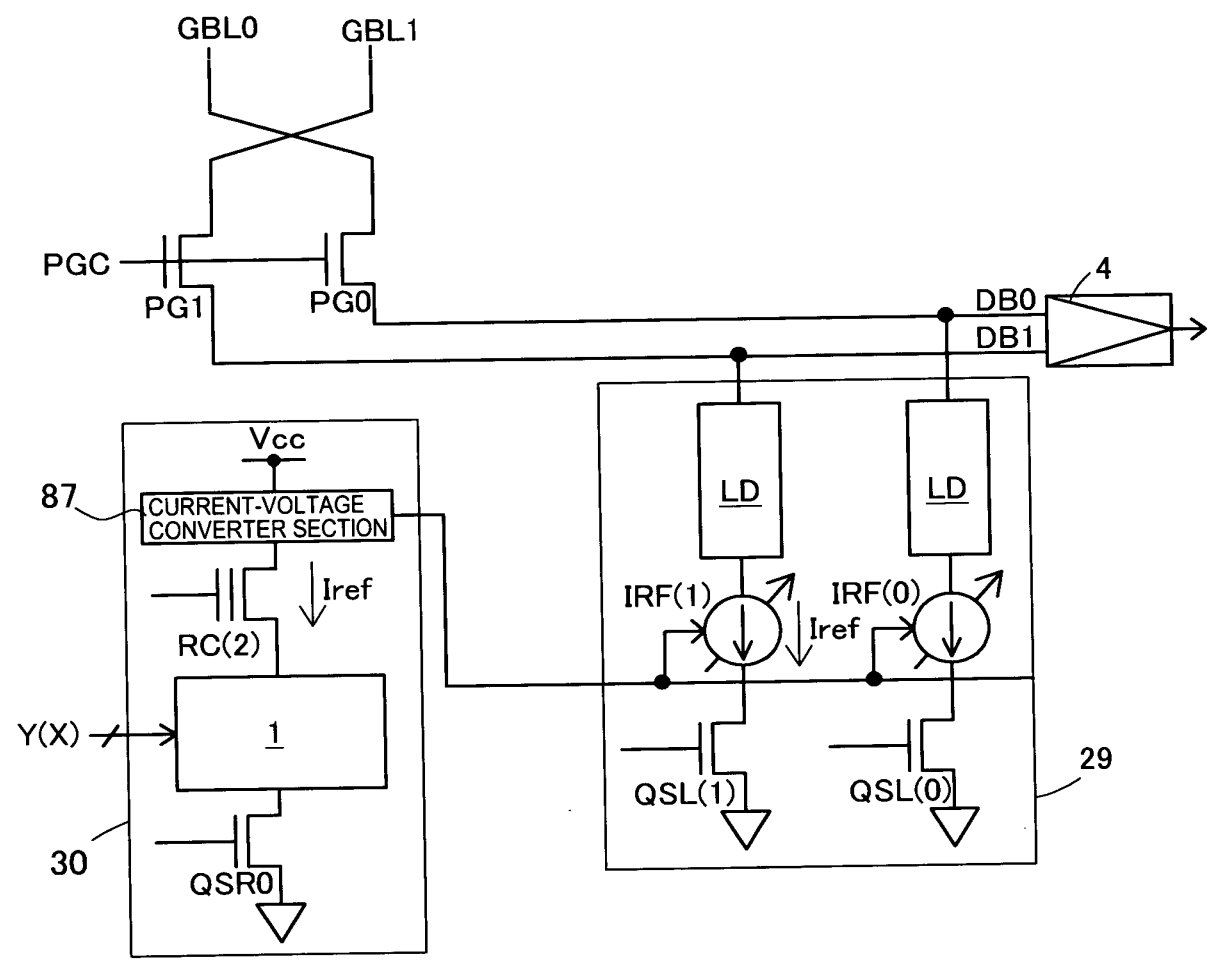 GBL0 GBL1
PGC
PG1
PG0
DB0
DB1
4
Vcc
87
CURRENT-VOLTAGE
CONVERTER SECTION
Iref
RC(2)
Y(X)
1
QSR0
30
LD
LD
IRF(1)
Iref
IRF(0)
QSL(1)
QSL(0)
29